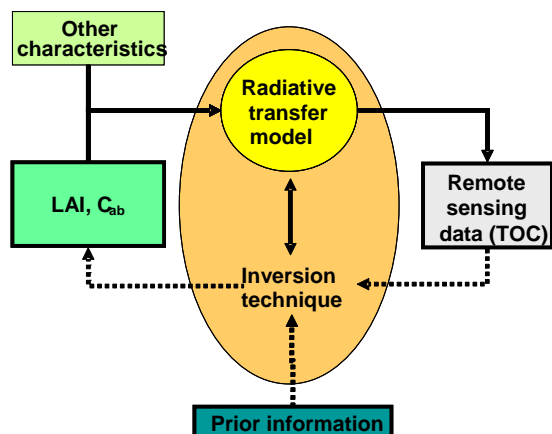 Other
characteristics
Radiative
transfer
model
LAI, Cab
Remote
sensing
data (TOC)
Inversion
technique
Prior information